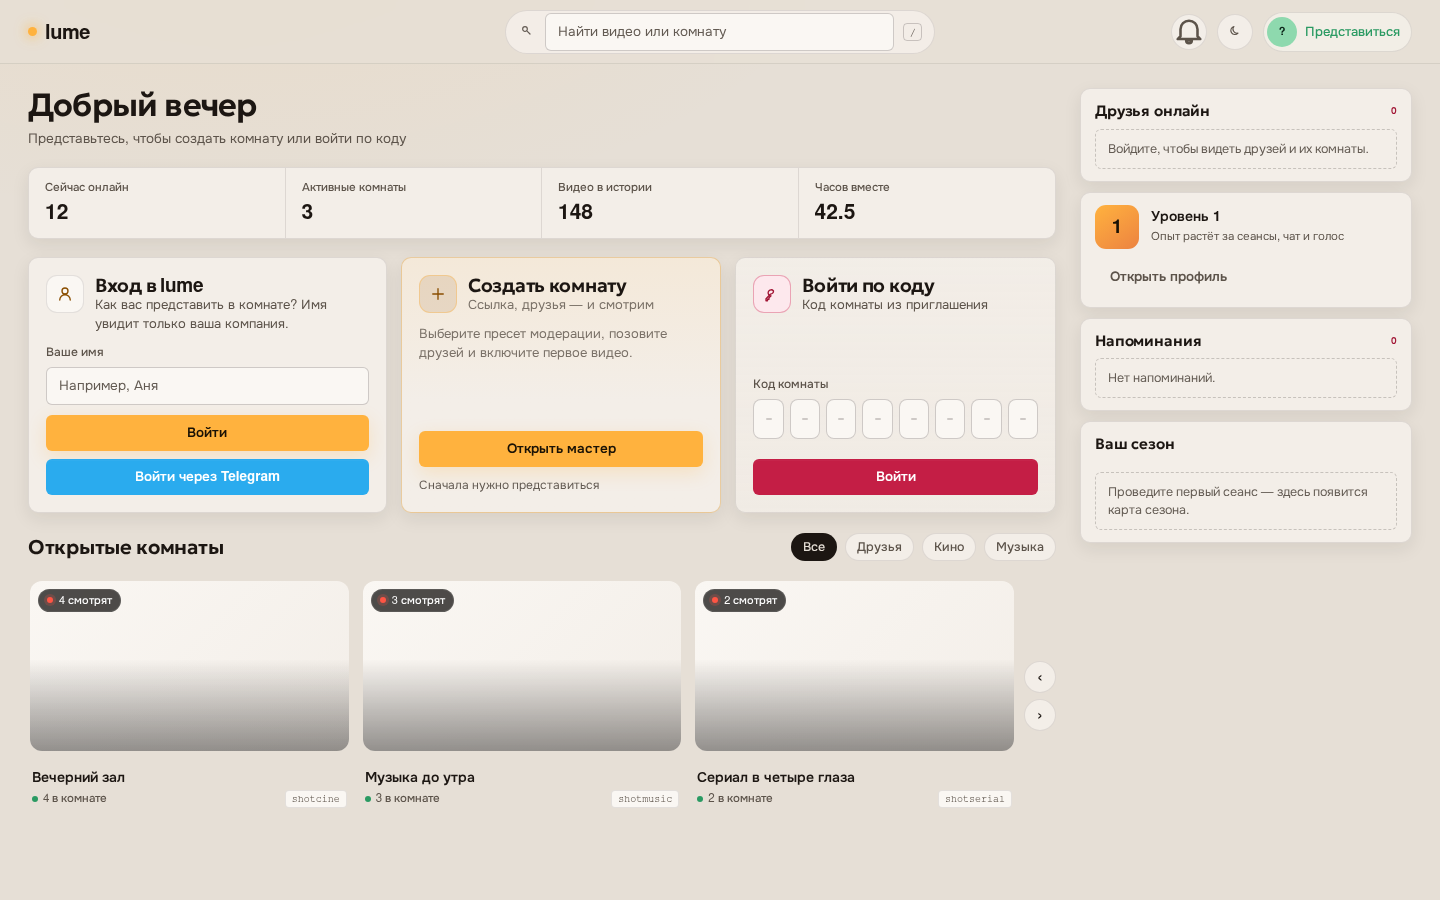 lume
Найти видео или комнату
/
?
Представиться
Добрый вечер
Представьтесь, чтобы создать комнату или войти по коду
Сейчас онлайн
12
Активные комнаты
3
Видео в истории
148
Часов вместе
42.5
Вход в lume
Как вас представить в комнате? Имя
увидит только ваша компания.
Ваше имя
Например, Аня
Войти
Войти через Telegram
Создать комнату
Ссылка, друзья — и смотрим
Выберите пресет модерации, позовите
друзей и включите первое видео.
Открыть мастер
Сначала нужно представиться
Войти по коду
Код комнаты из приглашения
Код комнаты
– – – – – – – –
Войти
Открытые комнаты
Все
Друзья
Кино
Музыка
4 смотрят
3 смотрят
2 смотрят
‹
›
Вечерний зал
4 в комнате
shotcine
Музыка до утра
3 в комнате
shotmusic
Сериал в четыре глаза
2 в комнате
shotserial
Друзья онлайн
0
Войдите, чтобы видеть друзей и их комнаты.
1
Уровень 1
Опыт растёт за сеансы, чат и голос
Открыть профиль
Напоминания
0
Нет напоминаний.
Ваш сезон
Проведите первый сеанс — здесь появится
карта сезона.